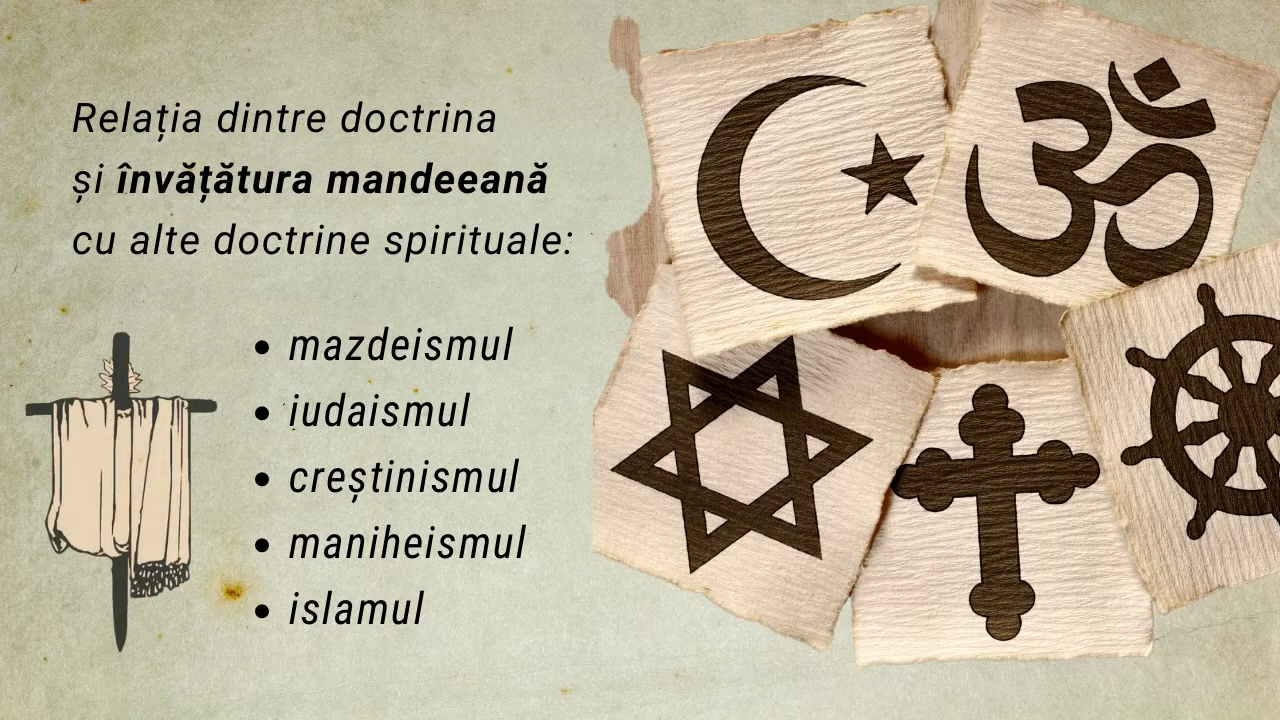 Relația dintre doctrina
și învățătura mandeeană
cu alte doctrine spirituale:
• mazdeismul
• iudaismul
• creștinismul
• maniheismul
• islamul